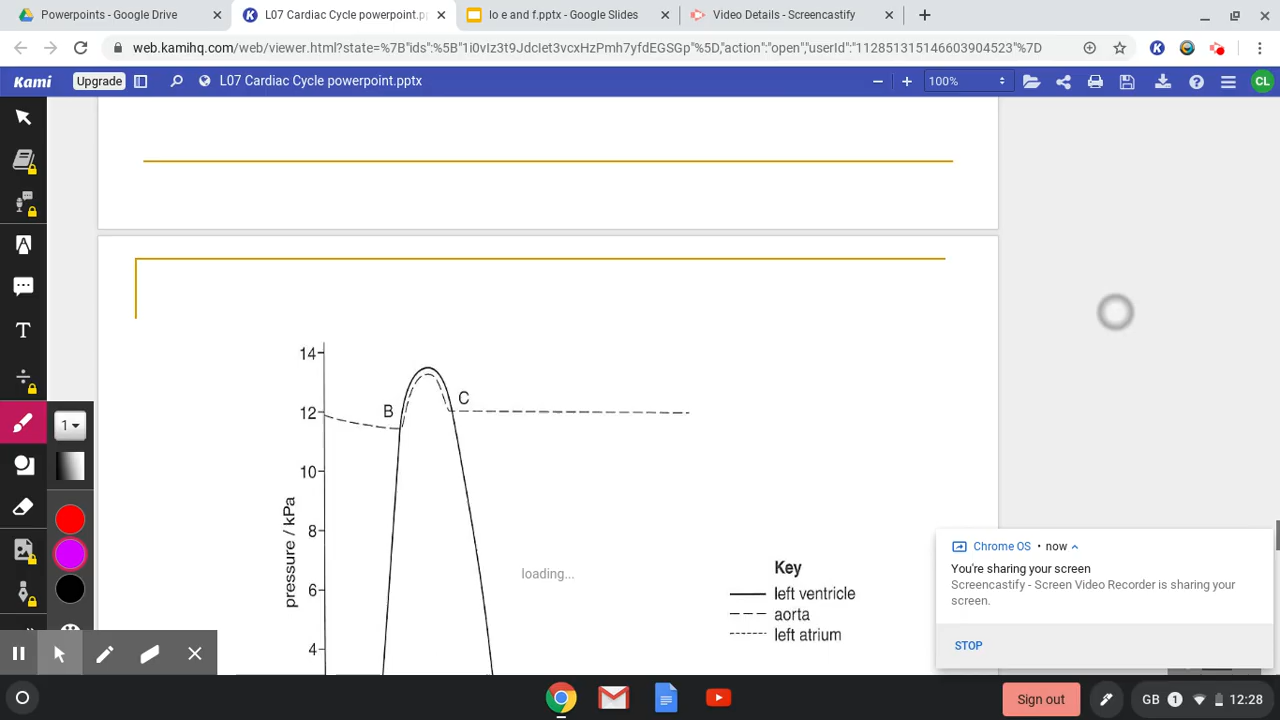 Powerpoints - Google Drive
L07 Cardiac Cycle powerpoint.p
lo e and f.pptx - Google Slides
Video Details - Screencastify
web.kamihq.com/web/viewer.html?state=%7B"ids":%5B"1i0vIz3t9JdcIet3vcxHzPmh7yfdEGSGp"%5D,"action":"open","userId":"112851315146603904523"%7D
Kami
Upgrade
L07 Cardiac Cycle powerpoint.pptx
100%
CL
14
B
C
12
10
8
pressure / kPa
6
4
loading...
Key
left ventricle
aorta
left atrium
1
Chrome OS • now
You're sharing your screen
Screencastify - Screen Video Recorder is sharing your
screen.
STOP
Sign out
GB
1
12:28